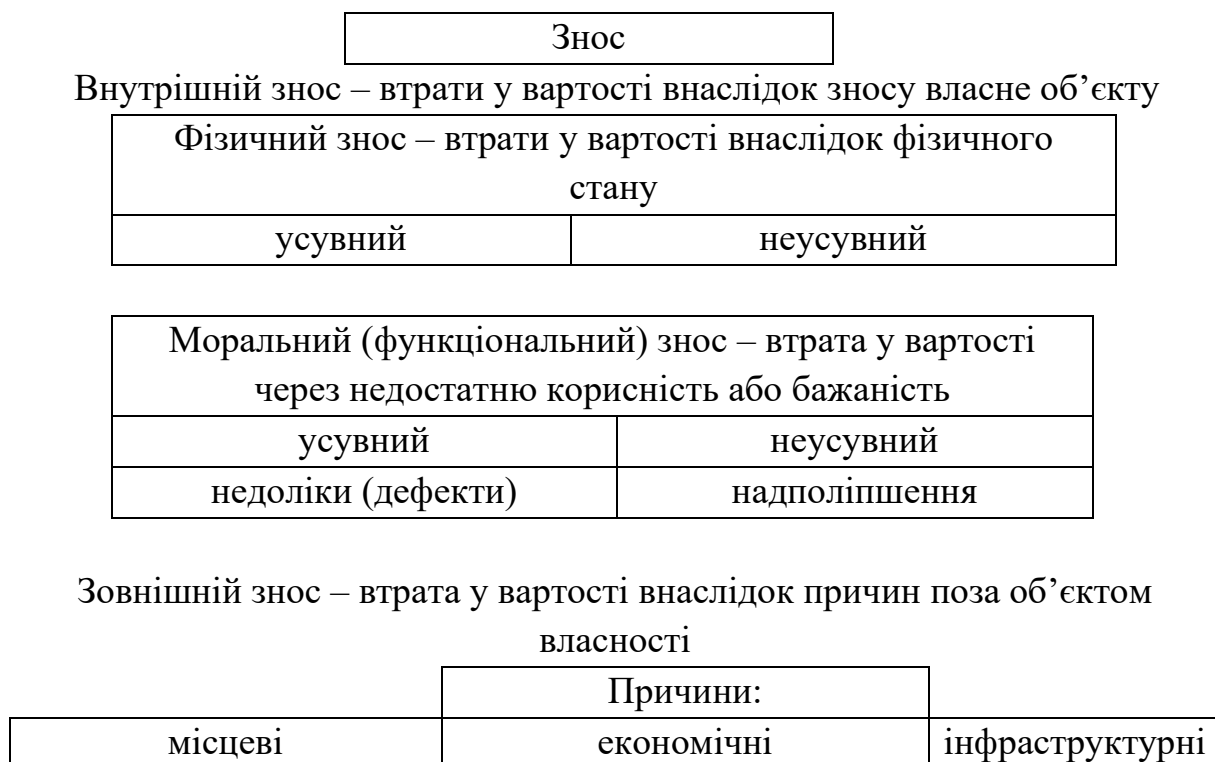 Знос
Внутрішній знос – втрати у вартості внаслідок зносу власне об’єкту
Фізичний знос – втрати у вартості внаслідок фізичного
стану
усувний неусувний
Моральний (функціональний) знос – втрата у вартості
через недостатню корисність або бажаність
усувний неусувний
недоліки (дефекти) надполіпшення
Зовнішній знос – втрата у вартості внаслідок причин поза об’єктом
власності
Причини:
місцеві економічні інфраструктурні